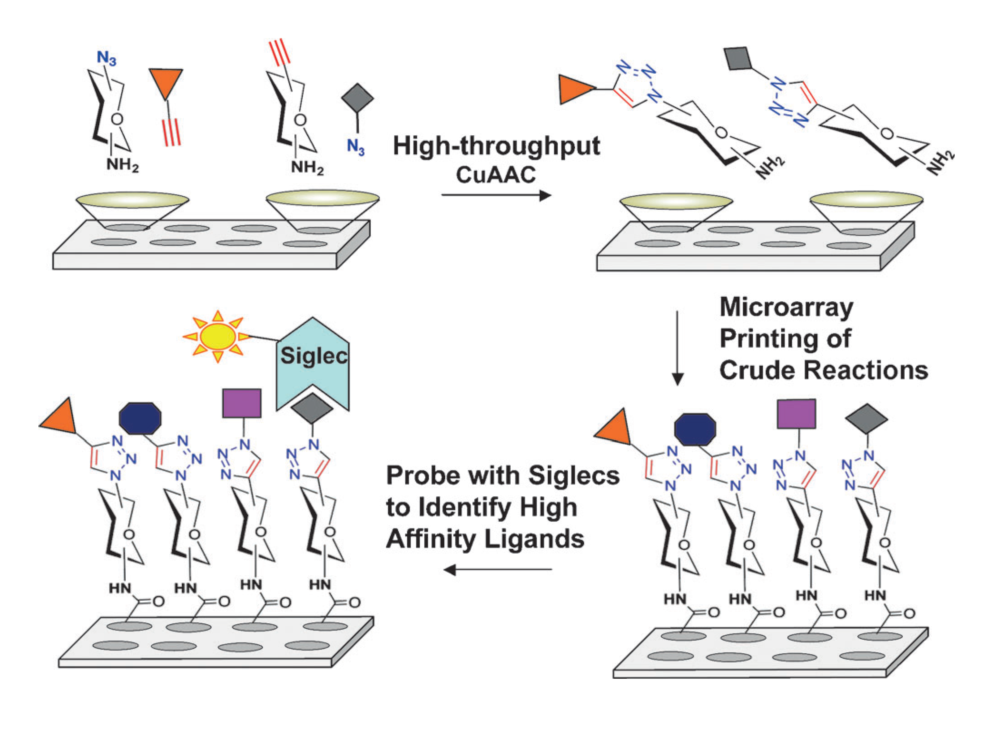 N3
O
NH2
O
NH2
N3
High-throughput
CuAAC
N
N
N
O
NH2
N
N
N
O
NH2
Microarray
Printing of
Crude Reactions
N
N
N
O
HN
O
N
N
N
O
HN
O
N
N
N
O
HN
O
N
N
N
O
HN
O
Probe with Siglecs
to Identify High
Affinity Ligands
Siglec
N
N
N
O
HN
O
N
N
N
O
HN
O
N
N
N
O
HN
O
N
N
N
O
HN
O